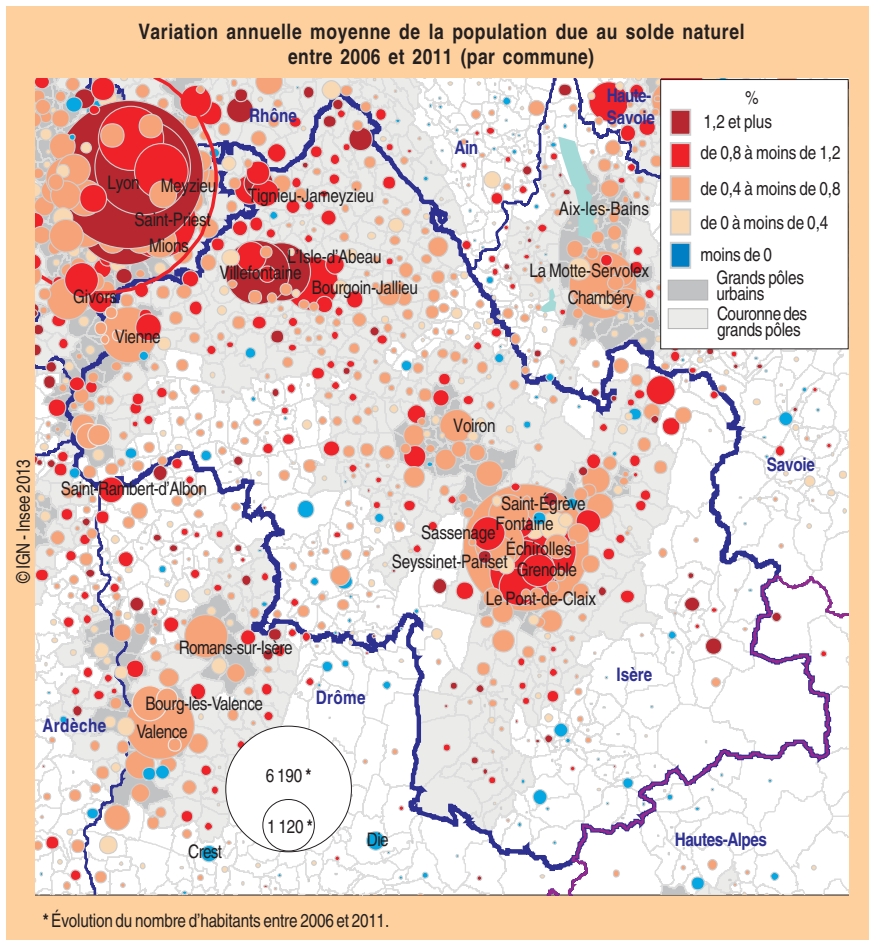 Variation annuelle moyenne de la population due au solde naturel
entre 2006 et 2011 (par commune)
%
1,2 et plus
de 0,8 à moins de 1,2
de 0,4 à moins de 0,8
de 0 à moins de 0,4
moins de 0
Grands pôles
urbains
Couronne des
grands pôles
Haute-
Savoie
Rhône
Ain
Lyon
Meyzieu
Tignieu-Jameyzieu
Saint-Priest
Mions
Aix-les-Bains
L'Isle-d'Abeau
Villefontaine
Bourgoin-Jallieu
La Motte-Servolex
Chambéry
Givors
Vienne
Voiron
Savoie
Saint-Rambert-d'Albon
Saint-Égrève
Fontaine
Sassenage
Échirolles
Seyssinet-Pariset
Grenoble
Le Pont-de-Claix
Romans-sur-Isère
Isère
Drôme
Bourg-lès-Valence
Ardèche
Valence
6 190 *
1 120 *
Die
Crest
Hautes-Alpes
© IGN - Insee 2013
* Évolution du nombre d'habitants entre 2006 et 2011.